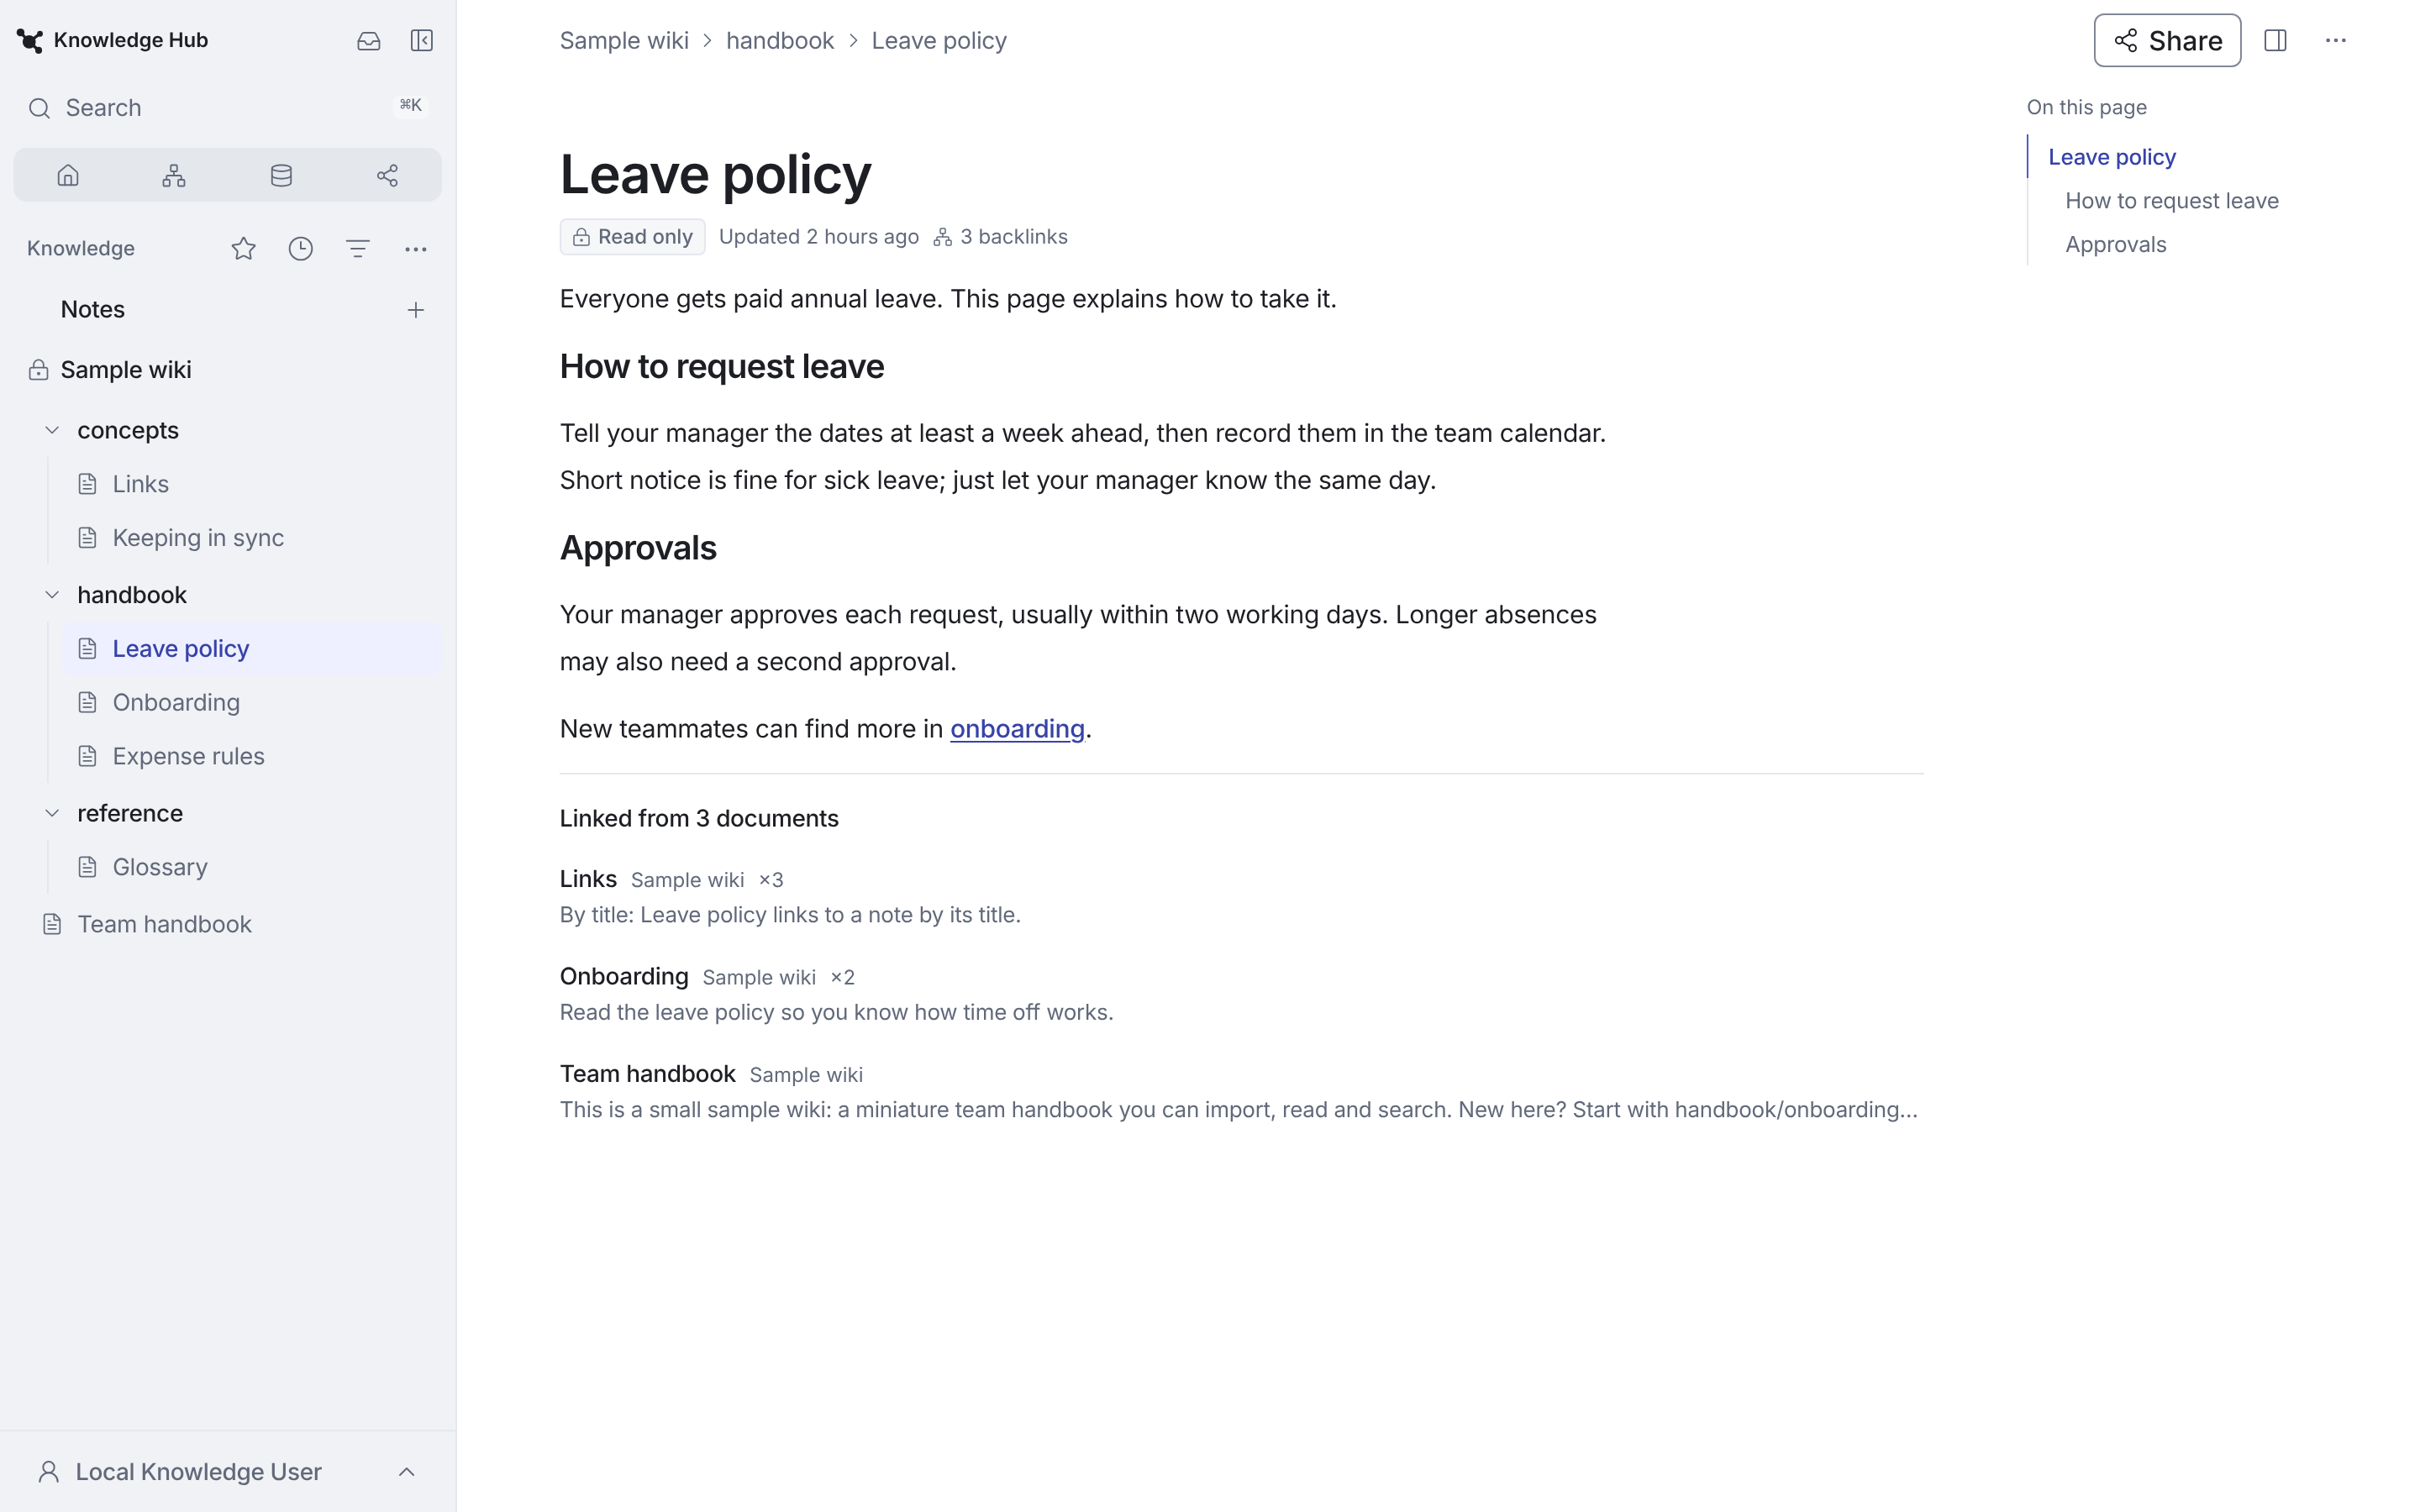 Knowledge Hub
Search
⌘K
Knowledge
Notes
Sample wiki
concepts
Links
Keeping in sync
handbook
Leave policy
Onboarding
Expense rules
reference
Glossary
Team handbook
Local Knowledge User
Sample wiki > handbook > Leave policy
Share
Leave policy
Read only Updated 2 hours ago 3 backlinks
Everyone gets paid annual leave. This page explains how to take it.
How to request leave
Tell your manager the dates at least a week ahead, then record them in the team calendar.
Short notice is fine for sick leave; just let your manager know the same day.
Approvals
Your manager approves each request, usually within two working days. Longer absences
may also need a second approval.
New teammates can find more in onboarding.
Linked from 3 documents
Links Sample wiki ×3
By title: Leave policy links to a note by its title.
Onboarding Sample wiki ×2
Read the leave policy so you know how time off works.
Team handbook Sample wiki
This is a small sample wiki: a miniature team handbook you can import, read and search. New here? Start with handbook/onboarding...
On this page
Leave policy
How to request leave
Approvals